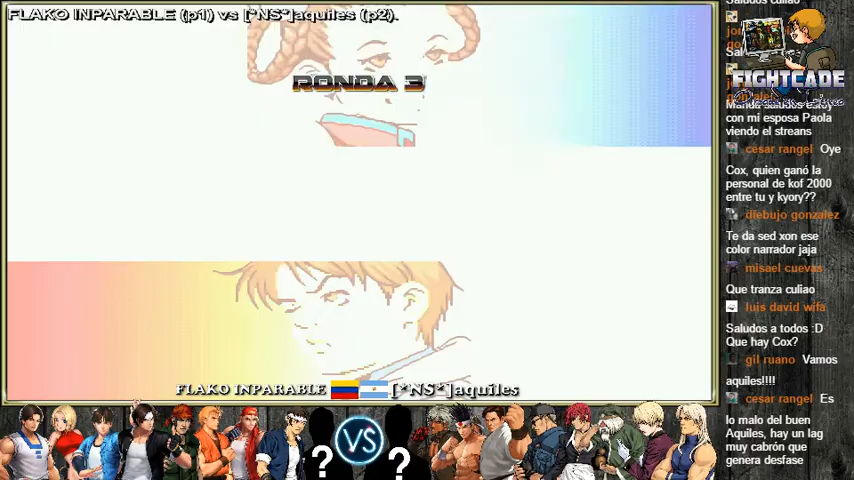 FLAKO INPARABLE (p1) vs [*NS*]aquiles (p2).
RONDA 3
FLAKO INPARABLE
[*NS*]aquiles
VS
?
?
FIGHTCADE
Manda saludos estoy
con mi esposa Paola
viendo el streans
cesar rangel Oye
Cox, quien ganó la
personal de kof 2000
entre tu y kyory??
diebujo gonzalez
Te da sed xon ese
color narrador jaja
misael cuevas
Que tranza culiao
luis david wifa
Saludos a todos :D
Que hay Cox?
gil ruano Vamos
aquiles!!!!
cesar rangel Es
lo malo del buen
Aquiles, hay un lag
muy cabrón que
genera desfase